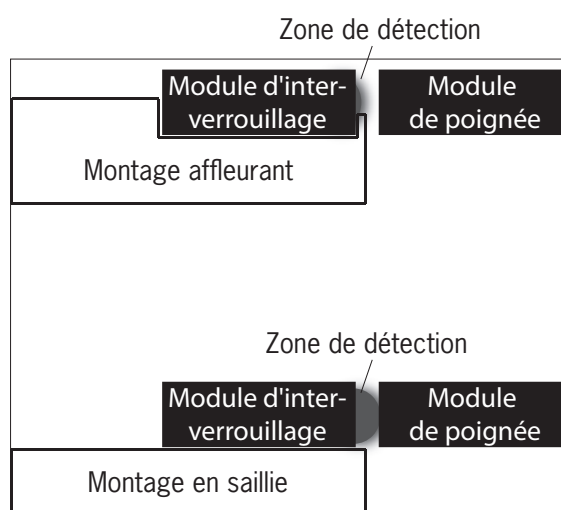 Zone de détection
Module d'inter-
verrouillage
Module
de poignée
Montage affleurant
Zone de détection
Module d'inter-
verrouillage
Module
de poignée
Montage en saillie